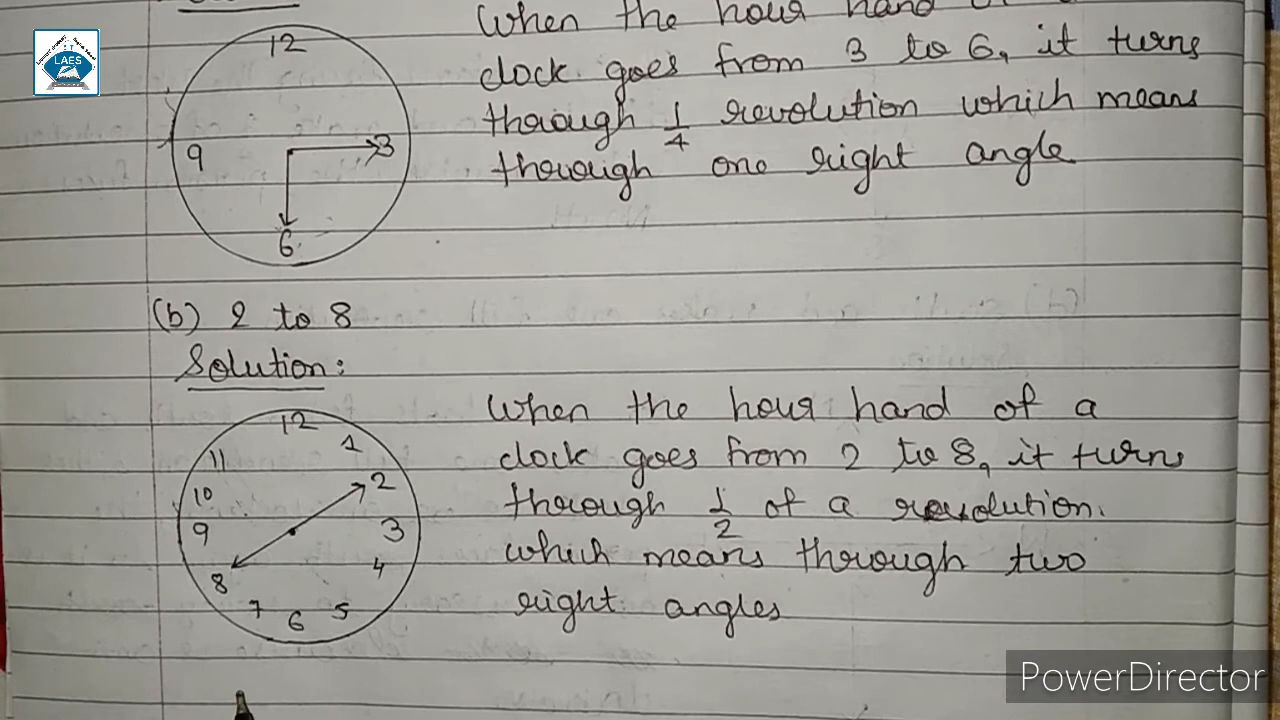 When the hour hand
clock goes from 3 to 6, it turns
through 1/4 revolution which means
through one right angle
12
9
3
6
(b) 2 to 8
Solution:
When the hour hand of a
clock goes from 2 to 8, it turns
through 1/2 of a revolution.
which means through two
right angles
12
11
1
10
2
9
3
8
4
7
6
5
LAES
PowerDirector